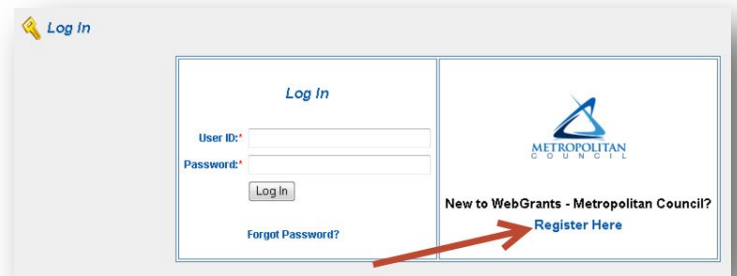 Log In
Log In
User ID:*
Password:*
Log In
Forgot Password?
METROPOLITAN
COUNCIL
New to WebGrants - Metropolitan Council?
Register Here